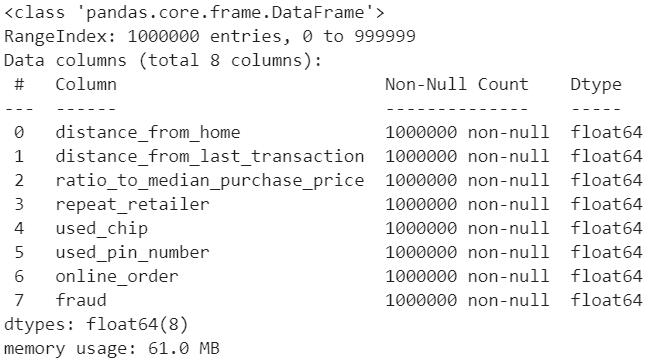 <class 'pandas.core.frame.DataFrame'>
RangeIndex: 1000000 entries, 0 to 999999
Data columns (total 8 columns):
 #   Column                          Non-Null Count    Dtype
---  ------                          --------------    -----
 0   distance_from_home              1000000 non-null  float64
 1   distance_from_last_transaction  1000000 non-null  float64
 2   ratio_to_median_purchase_price  1000000 non-null  float64
 3   repeat_retailer                 1000000 non-null  float64
 4   used_chip                       1000000 non-null  float64
 5   used_pin_number                 1000000 non-null  float64
 6   online_order                    1000000 non-null  float64
 7   fraud                           1000000 non-null  float64
dtypes: float64(8)
memory usage: 61.0 MB